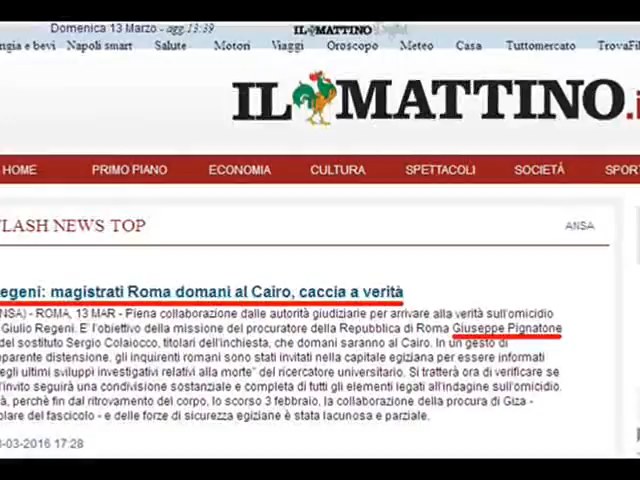 Domenica 13 Marzo - agg.13:39
IL MATTINO
ngia e bevi Napoli smart Salute Motori Viaggi Oroscopo Meteo Casa Tuttomercato TrovaFil
IL MATTINO.i
HOME PRIMO PIANO ECONOMIA CULTURA SPETTACOLI SOCIETÀ SPOR
LASH NEWS TOP
ANSA
egeni: magistrati Roma domani al Cairo, caccia a verità
NSA) - ROMA, 13 MAR - Piena collaborazione dalle autorità giudiziarie per arrivare alla verità sull'omicidio
Giulio Regeni. E' l'obiettivo della missione del procuratore della Repubblica di Roma Giuseppe Pignatone
del sostituto Sergio Colaiocco, titolari dell'inchiesta, che domani saranno al Cairo. In un gesto di
parente distensione, gli inquirenti romani sono stati invitati nella capitale egiziana per essere informati
egli ultimi sviluppi investigativi relativi alla morte" del ricercatore universitario. Si tratterà ora di verificare se
'invito seguirà una condivisione sostanziale e completa di tutti gli elementi legati all'indagine sull'omicidio.
à, perchè fin dal ritrovamento del corpo, lo scorso 3 febbraio, la collaborazione della procura di Giza -
olare del fascicolo - e delle forze di sicurezza egiziane è stata lacunosa e parziale.
3-03-2016 17:28